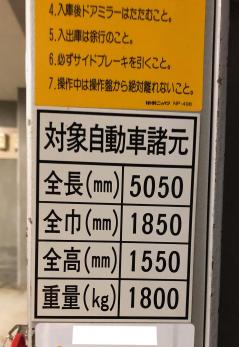 4.入庫後ドアミラーはたたむこと。
5.入出庫は徐行のこと。
6.必ずサイドブレーキを引くこと。
7.操作中は操作盤から絶対離れないこと。
NP-498
対象自動車諸元
全長(mm) 5050
全巾(mm) 1850
全高(mm) 1550
重量(kg) 1800